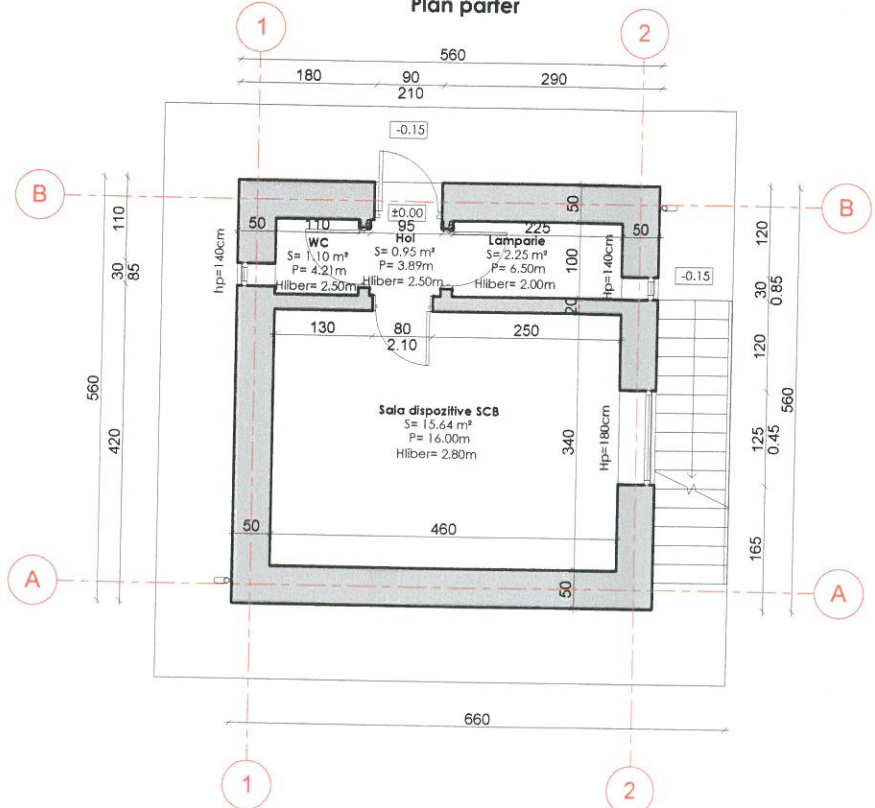 Plan parter
1
2
560
180
90
290
210
-0.15
B
B
±0.00
50
110
95
225
50
50
WC
S= 1.10 m²
P= 4.21m
Hliber= 2.50m
Hol
S= 0.95 m²
P= 3.89m
Hliber= 2.50m
Lamparie
S= 2.25 m²
P= 6.50m
Hliber= 2.00m
100
20
hp=140cm
Hp=140cm
-0.15
110
30
85
420
560
120
30
0.85
120
125
0.45
165
560
130
80
2.10
250
Sala dispozitive SCB
S= 15.64 m²
P= 16.00m
Hliber= 2.80m
340
Hp=180cm
50
460
50
A
A
660
1
2